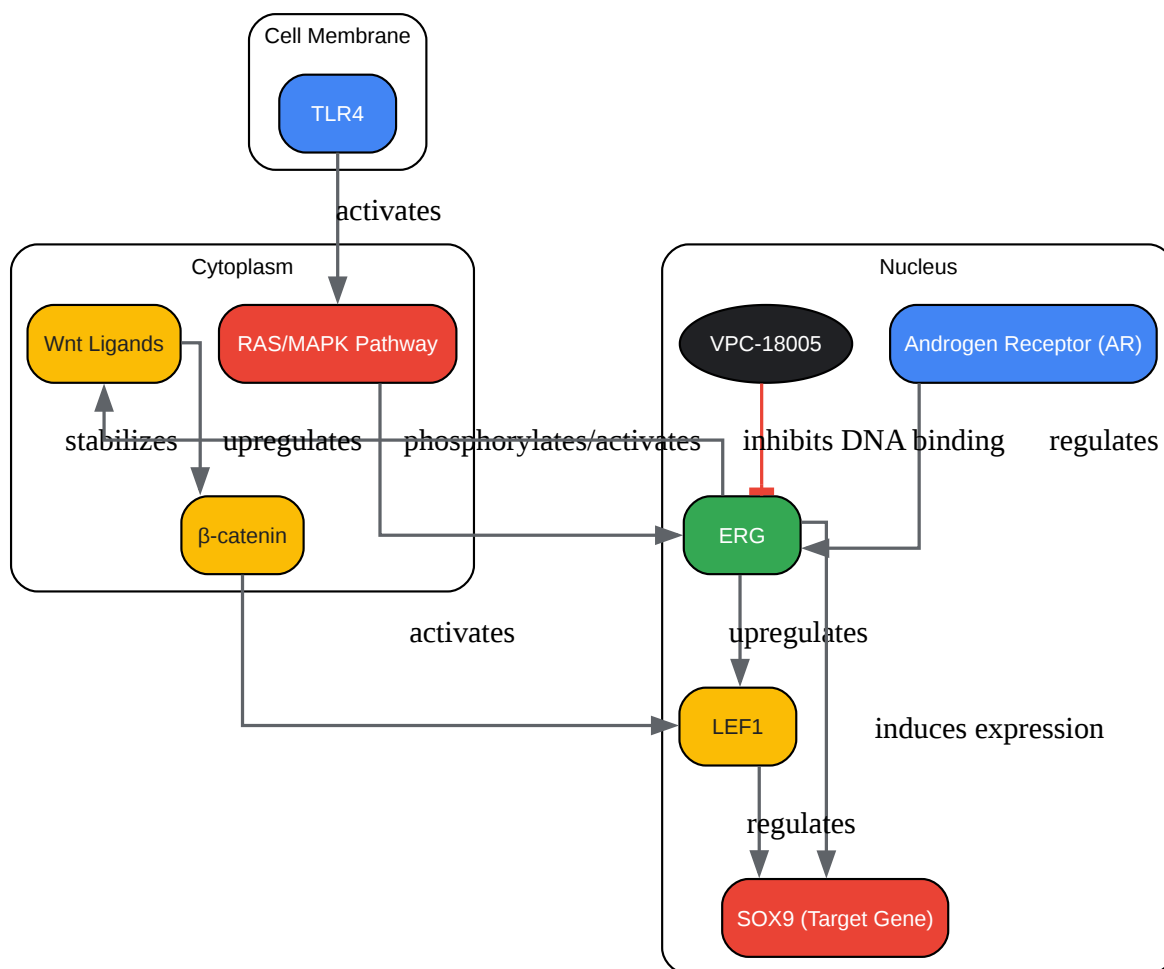 Cell Membrane
TLR4
activates
Cytoplasm
Nucleus
Wnt Ligands
RAS/MAPK Pathway
VPC-18005
Androgen Receptor (AR)
stabilizes
upregulates
phosphorylates/activates
inhibits DNA binding
regulates
β-catenin
ERG
activates
upregulates
LEF1
induces expression
regulates
SOX9 (Target Gene)